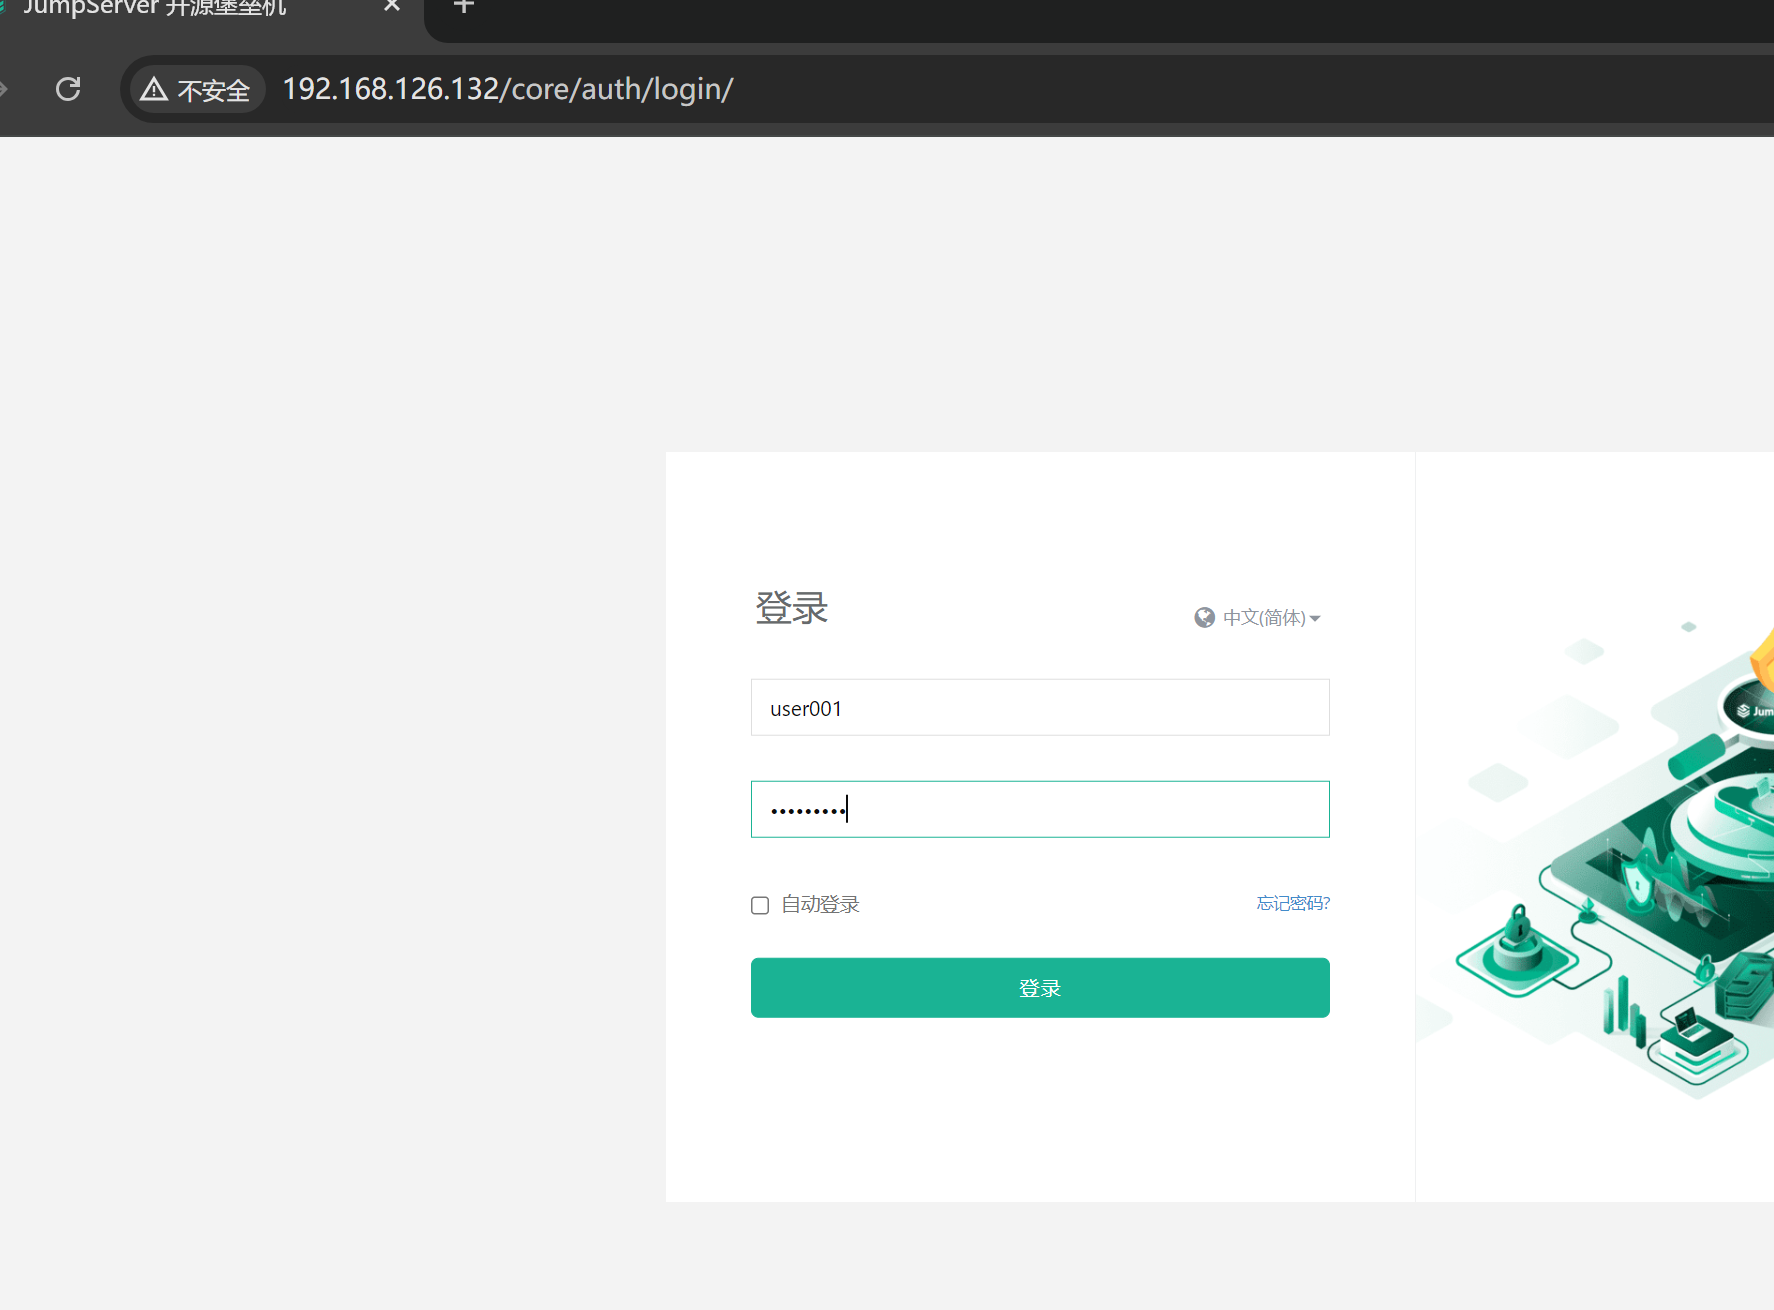 JumpServer 开源堡垒机
不安全 192.168.126.132/core/auth/login/
登录
中文(简体)
user001
•••••••••
自动登录
忘记密码?
登录
Jum